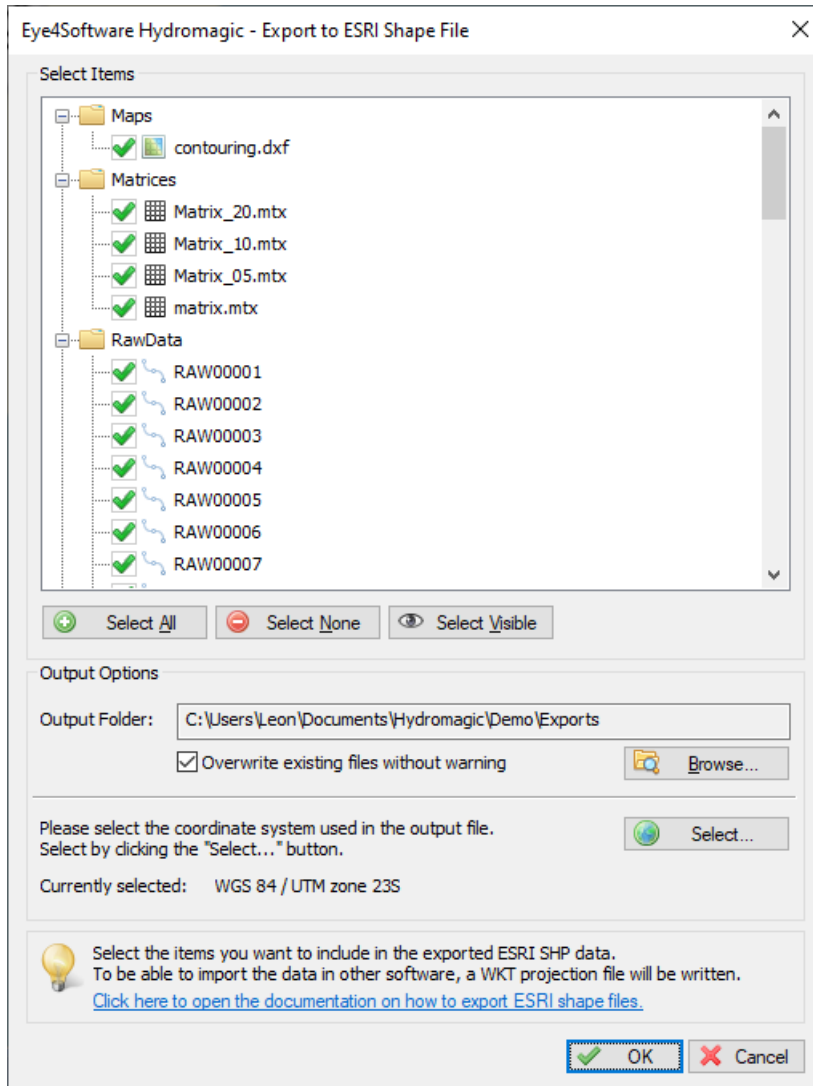 Eye4Software Hydromagic - Export to ESRI Shape File
Select Items
Maps
contouring.dxf
Matrices
Matrix_20.mtx
Matrix_10.mtx
Matrix_05.mtx
matrix.mtx
RawData
RAW00001
RAW00002
RAW00003
RAW00004
RAW00005
RAW00006
RAW00007
Select All Select None Select Visible
Output Options
Output Folder: C:\Users\Leon\Documents\Hydromagic\Demo\Exports
Overwrite existing files without warning Browse...
Please select the coordinate system used in the output file.
Select by clicking the "Select..." button.
Select...
Currently selected: WGS 84 / UTM zone 23S
Select the items you want to include in the exported ESRI SHP data.
To be able to import the data in other software, a WKT projection file will be written.
Click here to open the documentation on how to export ESRI shape files.
OK Cancel